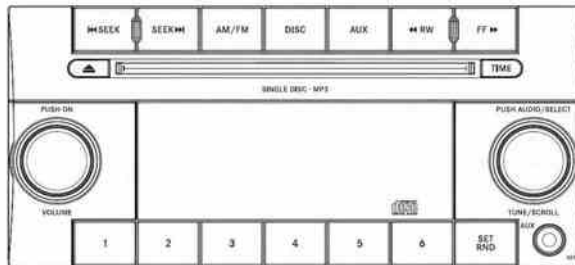 ⏮SEEK SEEK⏭ AM/FM DISC AUX ◀◀ RW FF ▶▶
TIME
SINGLE DISC - MP3
PUSH-ON PUSH AUDIO/SELECT
VOLUME TUNE/SCROLL
1 2 3 4 5 6 SET RND AUX